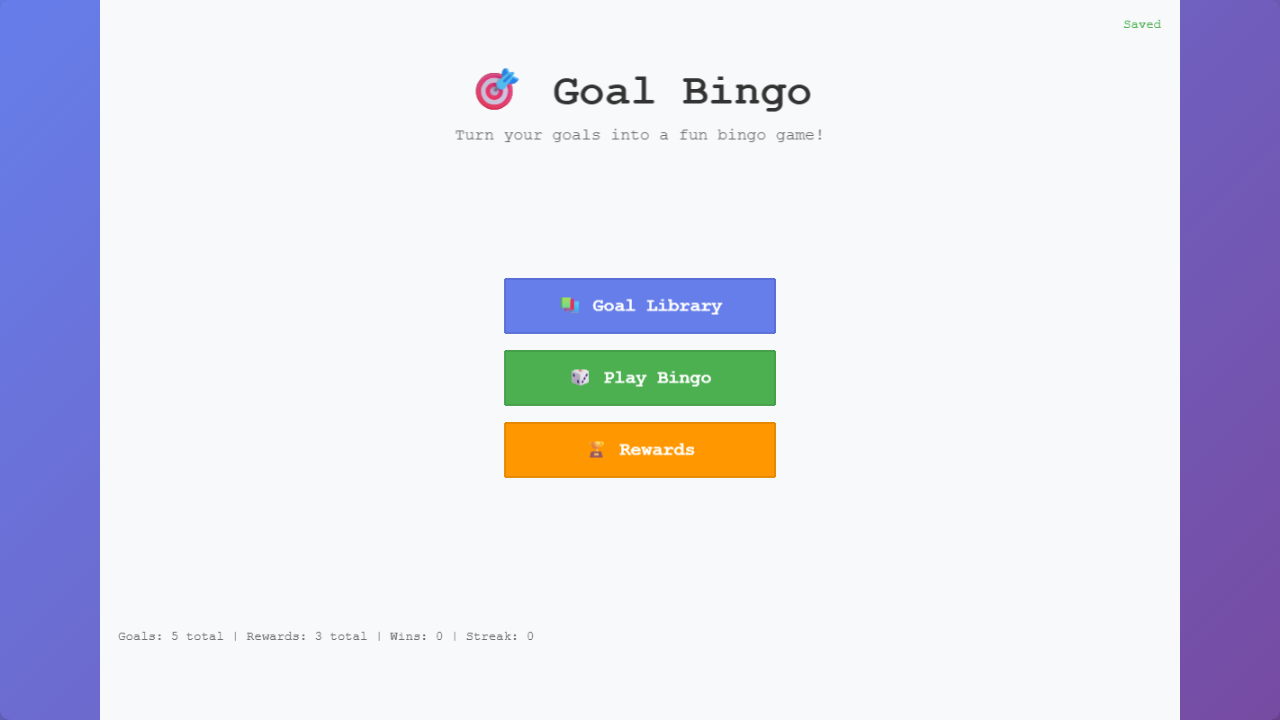 Saved
Goal Bingo
Turn your goals into a fun bingo game!
Goal Library
Play Bingo
Rewards
Goals: 5 total | Rewards: 3 total | Wins: 0 | Streak: 0